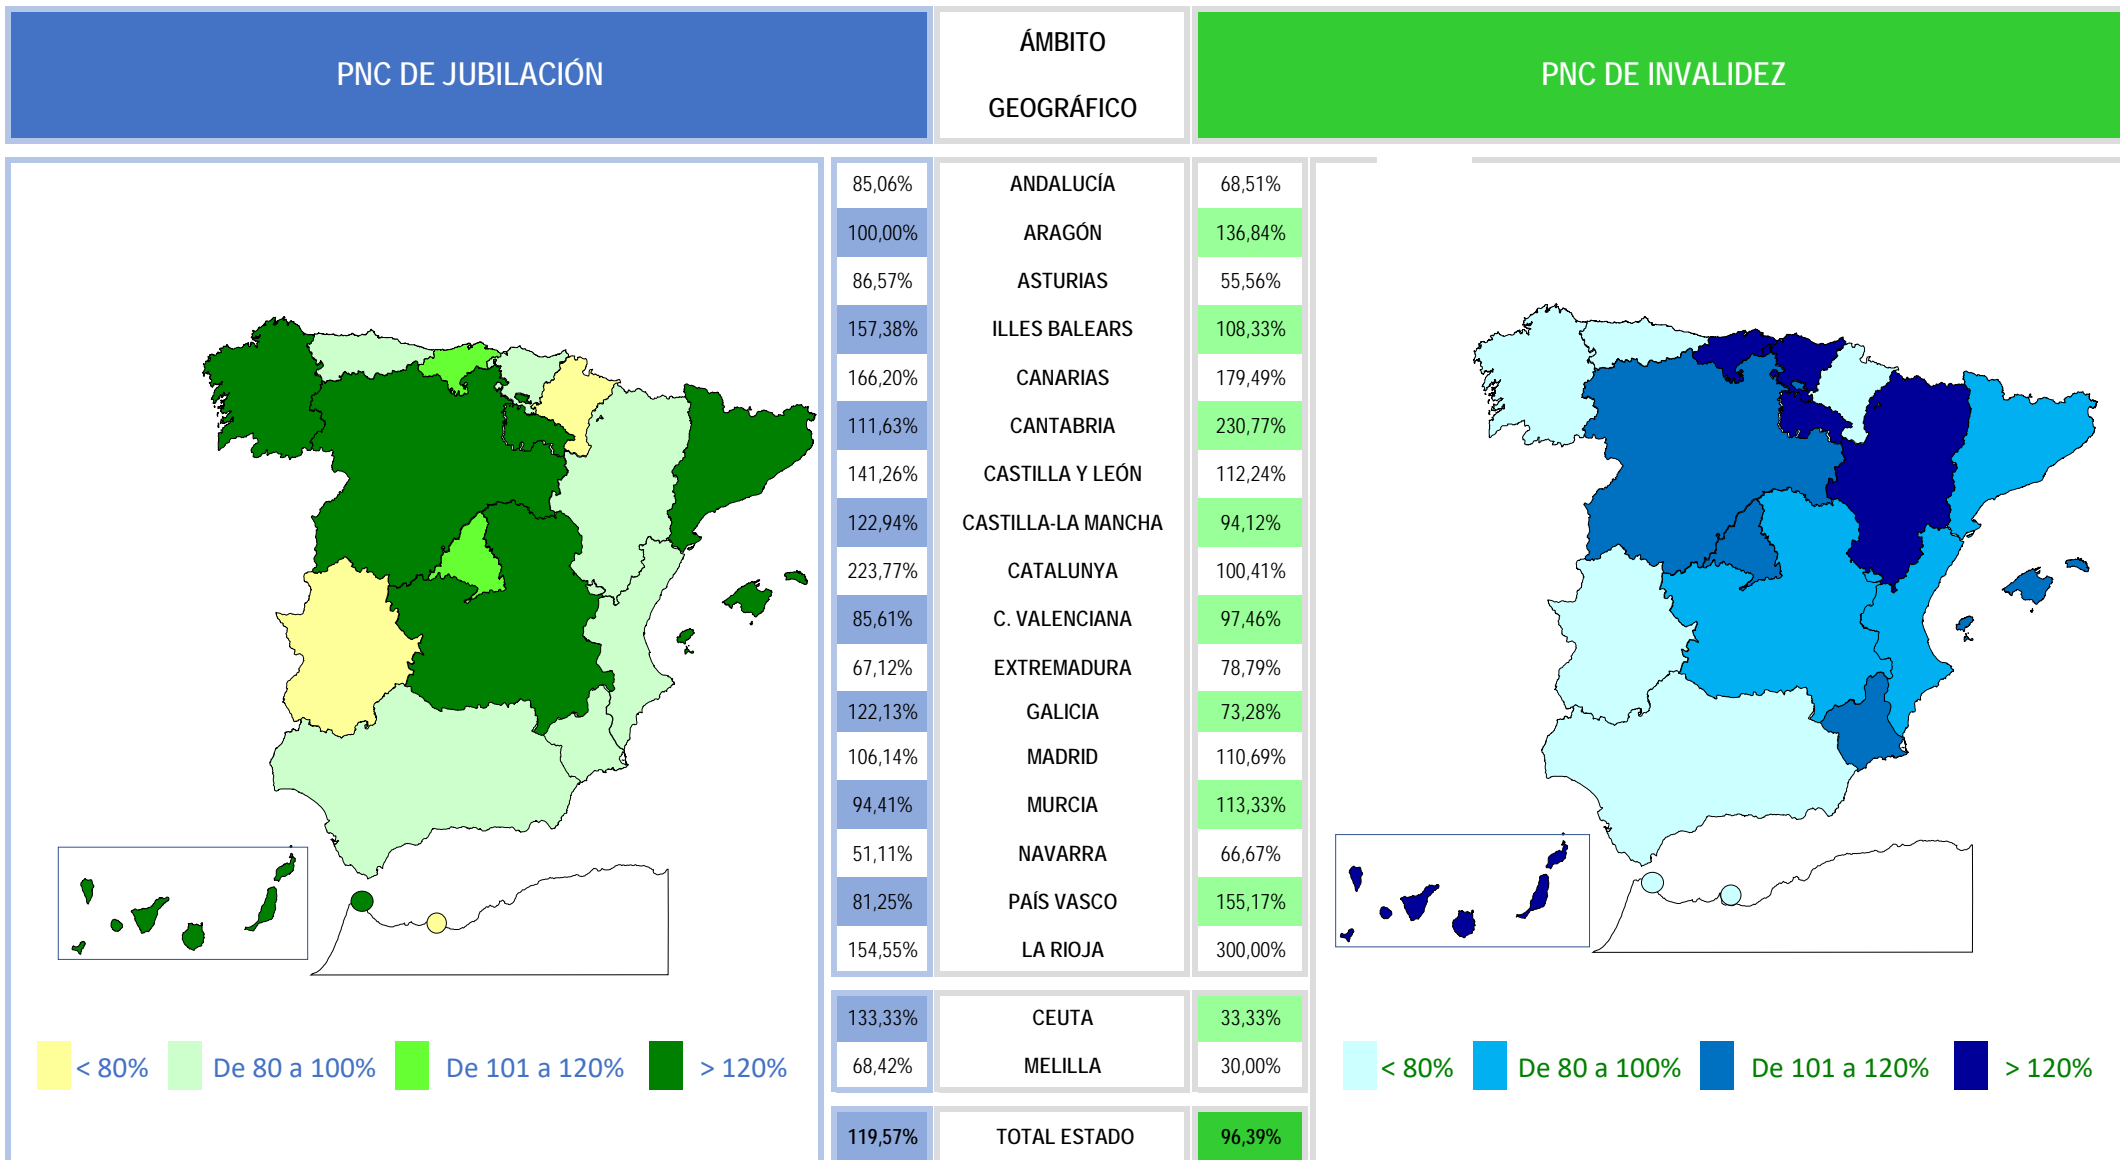 PNC DE JUBILACIÓN
ÁMBITO
GEOGRÁFICO
PNC DE INVALIDEZ
85,06% ANDALUCÍA 68,51%
100,00% ARAGÓN 136,84%
86,57% ASTURIAS 55,56%
157,38% ILLES BALEARS 108,33%
166,20% CANARIAS 179,49%
111,63% CANTABRIA 230,77%
141,26% CASTILLA Y LEÓN 112,24%
122,94% CASTILLA-LA MANCHA 94,12%
223,77% CATALUNYA 100,41%
85,61% C. VALENCIANA 97,46%
67,12% EXTREMADURA 78,79%
122,13% GALICIA 73,28%
106,14% MADRID 110,69%
94,41% MURCIA 113,33%
51,11% NAVARRA 66,67%
81,25% PAÍS VASCO 155,17%
154,55% LA RIOJA 300,00%
133,33% CEUTA 33,33%
68,42% MELILLA 30,00%
119,57% TOTAL ESTADO 96,39%
< 80% De 80 a 100% De 101 a 120% > 120%
< 80% De 80 a 100% De 101 a 120% > 120%